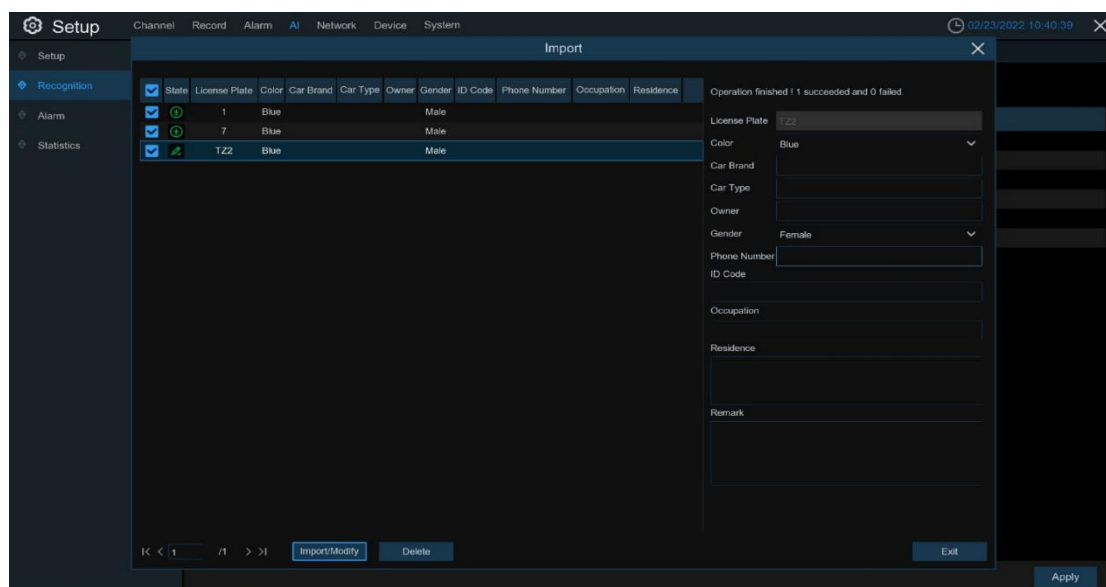 Setup Channel Record Alarm AI Network Device System 02/23/2022 10:40:39
Import
Setup
Recognition
Alarm
Statistics
State License Plate Color Car Brand Car Type Owner Gender ID Code Phone Number Occupation Residence
1 Blue Male
7 Blue Male
TZ2 Blue Male
Operation finished ! 1 succeeded and 0 failed.
License Plate TZ2
Color Blue
Car Brand
Car Type
Owner
Gender Female
Phone Number
ID Code
Occupation
Residence
Remark
1 /1 Import/Modify Delete Exit
Apply